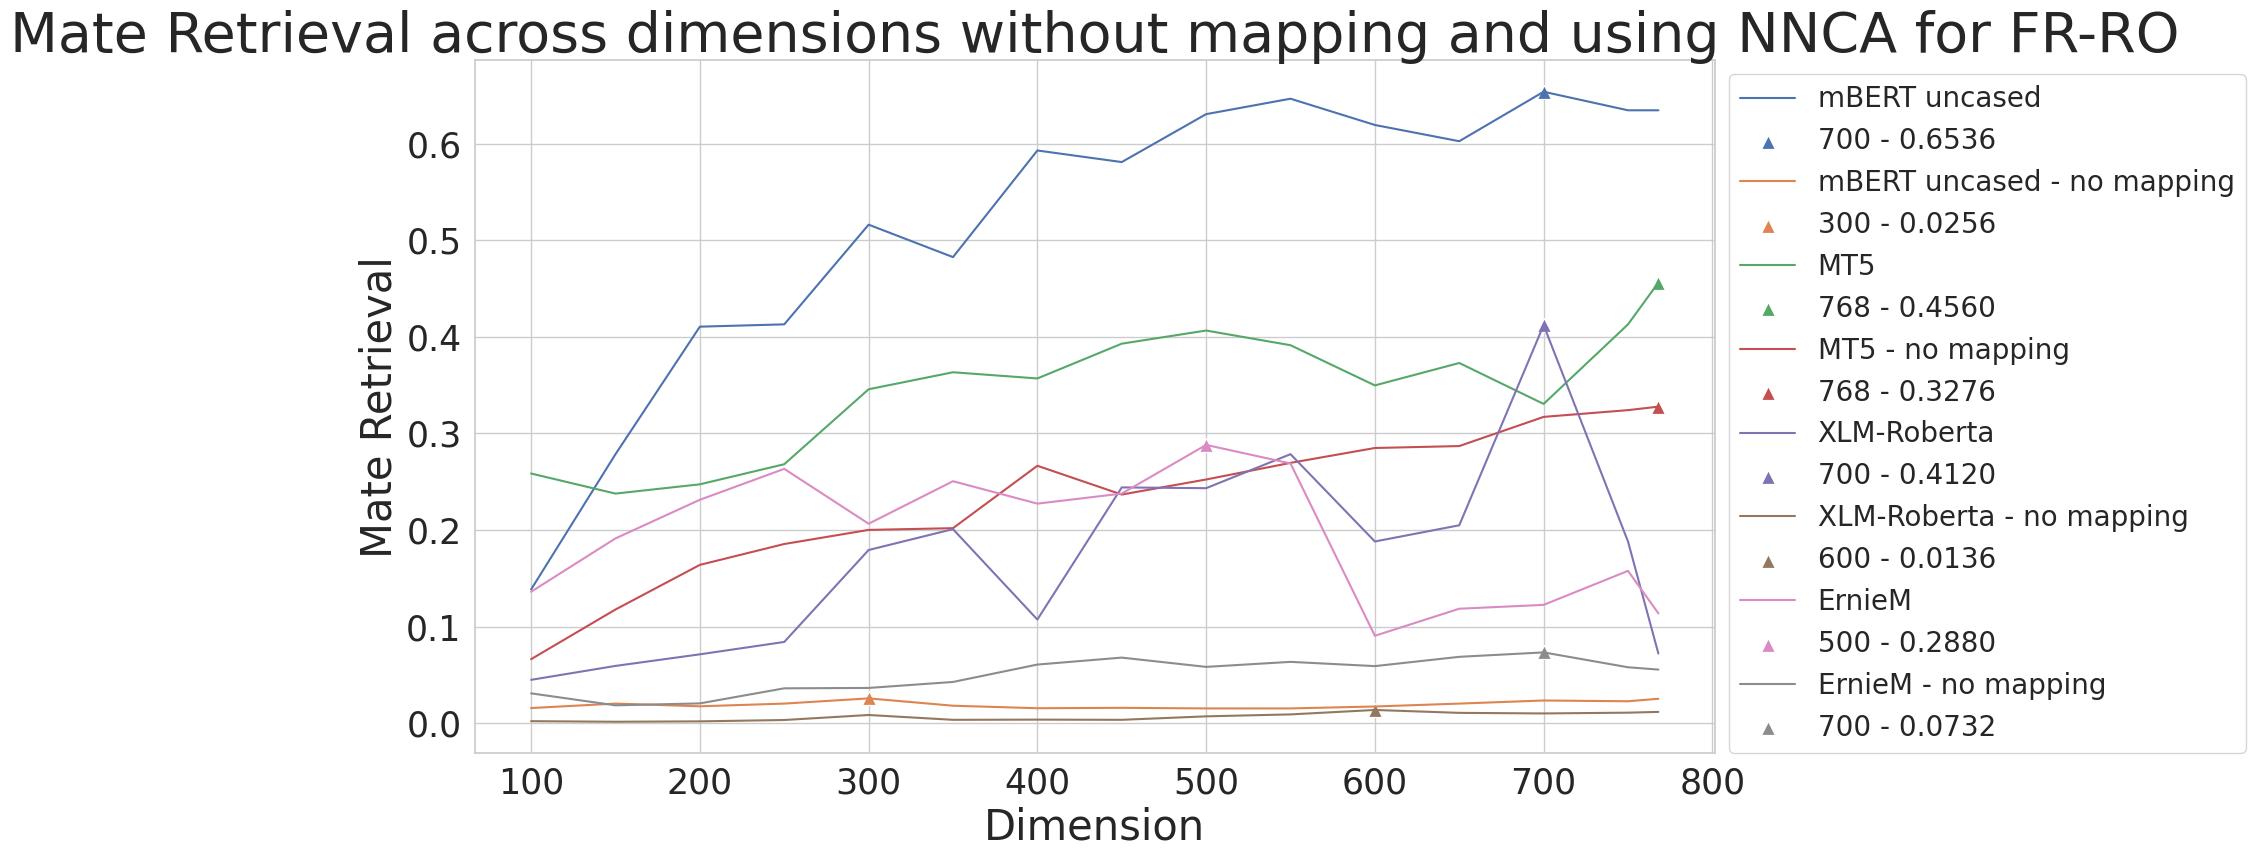 Mate Retrieval across dimensions without mapping and using NNCA for FR-RO
Mate Retrieval
0.6
0.5
0.4
0.3
0.2
0.1
0.0
100 200 300 400 500 600 700 800
Dimension
mBERT uncased
700 - 0.6536
mBERT uncased - no mapping
300 - 0.0256
MT5
768 - 0.4560
MT5 - no mapping
768 - 0.3276
XLM-Roberta
700 - 0.4120
XLM-Roberta - no mapping
600 - 0.0136
ErnieM
500 - 0.2880
ErnieM - no mapping
700 - 0.0732